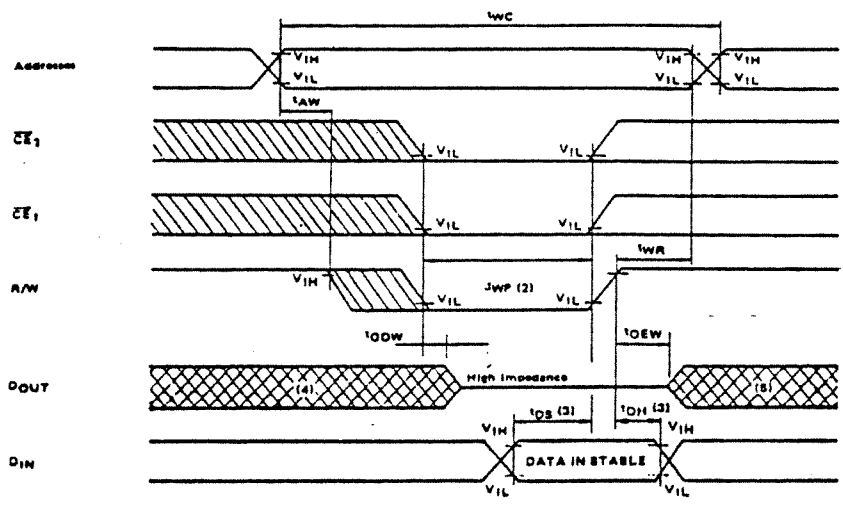 tWC
Addresses
VIH
VIL
VIH
VIL
VIH
VIL
tAW
CE2
VIL
VIL
CE1
VIL
VIL
tWR
R/W
VIH
VIL
tWP (2)
VIL
tODW
tOEW
DOUT
(4)
High Impedance
(5)
tDS (3)
tDH (3)
DIN
VIH
VIL
DATA IN STABLE
VIH
VIL